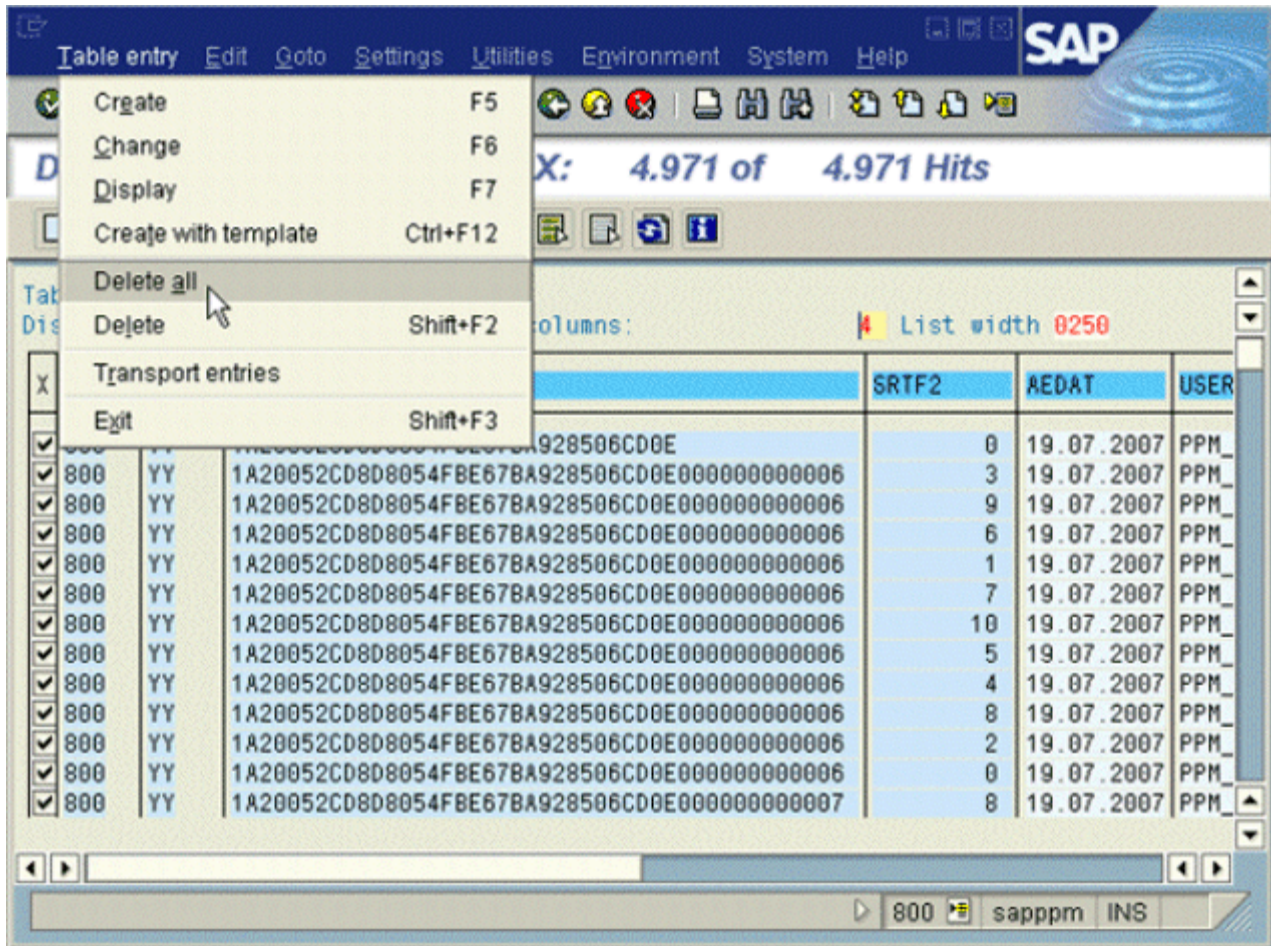 SAP
Table entry Edit Goto Settings Utilities Environment System Help
Create F5
Change F6
Display F7
Create with template Ctrl+F12
Delete all
Delete Shift+F2
Transport entries
Exit Shift+F3
X: 4.971 of 4.971 Hits
List width 0250
4
X SRTF2 AEDAT USER
0 19.07.2007 PPM_
800 YY 1A20052CD8D8054FBE67BA928506CD0E000000000006 3 19.07.2007 PPM_
800 YY 1A20052CD8D8054FBE67BA928506CD0E000000000006 9 19.07.2007 PPM_
800 YY 1A20052CD8D8054FBE67BA928506CD0E000000000006 6 19.07.2007 PPM_
800 YY 1A20052CD8D8054FBE67BA928506CD0E000000000006 1 19.07.2007 PPM_
800 YY 1A20052CD8D8054FBE67BA928506CD0E000000000006 7 19.07.2007 PPM_
800 YY 1A20052CD8D8054FBE67BA928506CD0E000000000006 10 19.07.2007 PPM_
800 YY 1A20052CD8D8054FBE67BA928506CD0E000000000006 5 19.07.2007 PPM_
800 YY 1A20052CD8D8054FBE67BA928506CD0E000000000006 4 19.07.2007 PPM_
800 YY 1A20052CD8D8054FBE67BA928506CD0E000000000006 8 19.07.2007 PPM_
800 YY 1A20052CD8D8054FBE67BA928506CD0E000000000006 2 19.07.2007 PPM_
800 YY 1A20052CD8D8054FBE67BA928506CD0E000000000006 0 19.07.2007 PPM_
800 YY 1A20052CD8D8054FBE67BA928506CD0E000000000007 8 19.07.2007 PPM_
800 sapppm INS